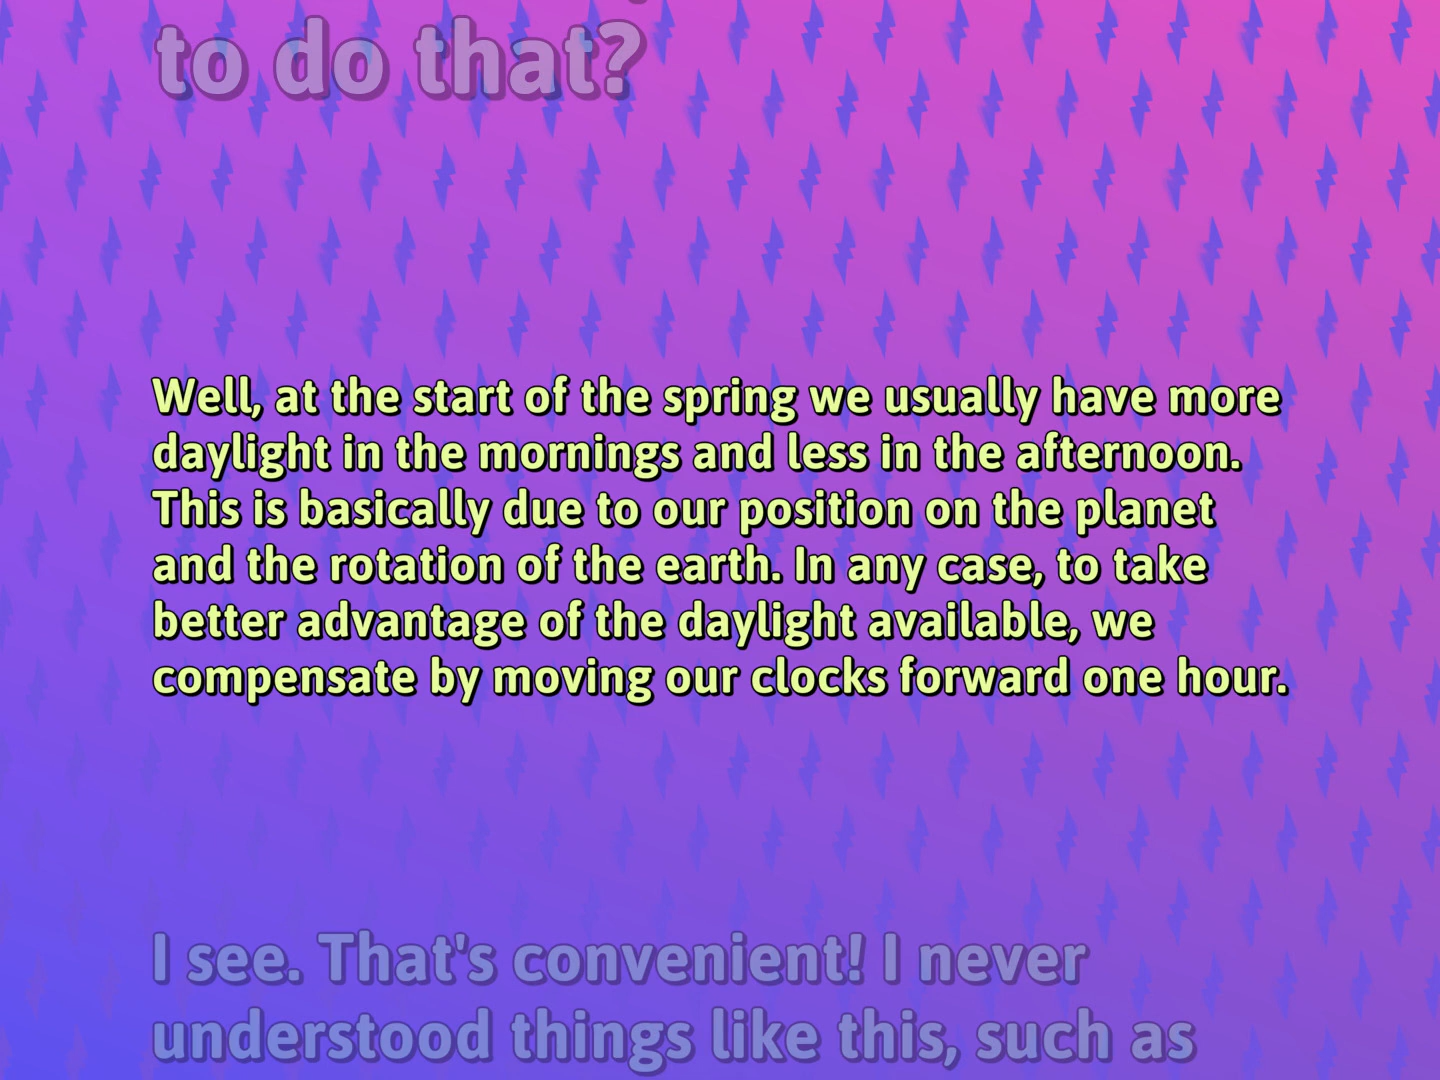 to do that?
Well, at the start of the spring we usually have more
daylight in the mornings and less in the afternoon.
This is basically due to our position on the planet
and the rotation of the earth. In any case, to take
better advantage of the daylight available, we
compensate by moving our clocks forward one hour.
I see. That's convenient! I never
understood things like this, such as